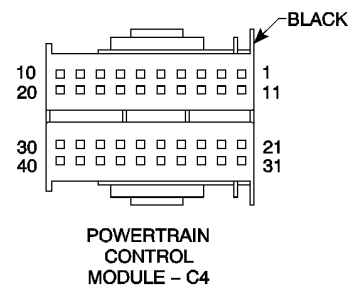 BLACK
10 1
20 11
30 21
40 31
POWERTRAIN
CONTROL
MODULE – C4